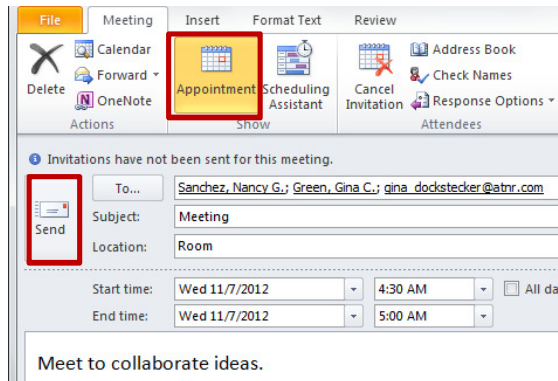 File Meeting Insert Format Text Review
Delete
Calendar
Forward
OneNote
Actions
Appointment
Scheduling
Assistant
Show
Cancel
Invitation
Address Book
Check Names
Response Options
Attendees
Invitations have not been sent for this meeting.
Send
To... Sanchez, Nancy G.; Green, Gina C.; gina_dockstecker@atnr.com
Subject: Meeting
Location: Room
Start time: Wed 11/7/2012 4:30 AM All da
End time: Wed 11/7/2012 5:00 AM
Meet to collaborate ideas.